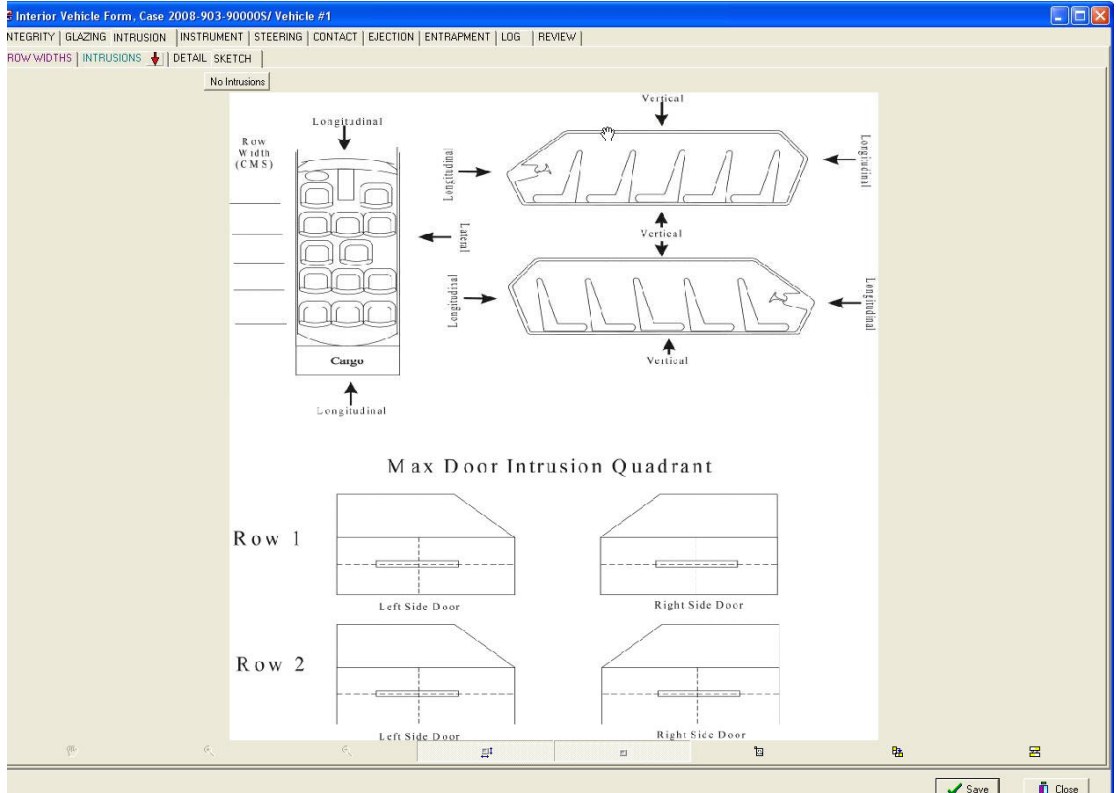 Interior Vehicle Form, Case 2008-903-90000S/ Vehicle #1
NTEGRITY | GLAZING | INTRUSION | INSTRUMENT | STEERING | CONTACT | EJECTION | ENTRAPMENT | LOG | REVIEW
ROW WIDTHS | INTRUSIONS | DETAIL | SKETCH
No Intrusions
Vertical
Longitudinal
Row
Width
(CMS)
Longitudinal
Longitudinal
Lateral
Vertical
Longitudinal
Longitudinal
Cargo
Vertical
Longitudinal
Max Door Intrusion Quadrant
Row 1
Left Side Door
Right Side Door
Row 2
Left Side Door
Right Side Door
Save
Close